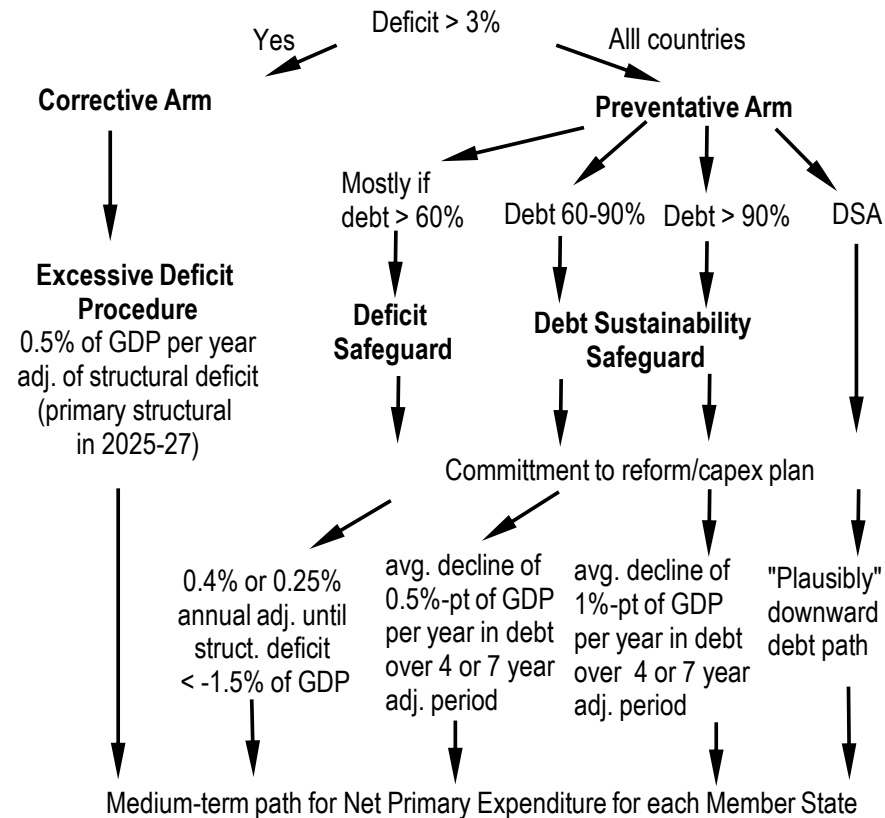 Deficit > 3%
Yes
Alll countries
Corrective Arm
Preventative Arm
Mostly if
debt > 60%
Debt 60-90%
Debt > 90%
DSA
Excessive Deficit
Procedure
0.5% of GDP per year
adj. of structural deficit
(primary structural
in 2025-27)
Deficit
Safeguard
Debt Sustainability
Safeguard
Committment to reform/capex plan
0.4% or 0.25%
annual adj. until
struct. deficit
< -1.5% of GDP
avg. decline of
0.5%-pt of GDP
per year in debt
over 4 or 7 year
adj. period
avg. decline of
1%-pt of GDP
per year in debt
over 4 or 7 year
adj. period
"Plausibly"
downward
debt path
Medium-term path for Net Primary Expenditure for each Member State